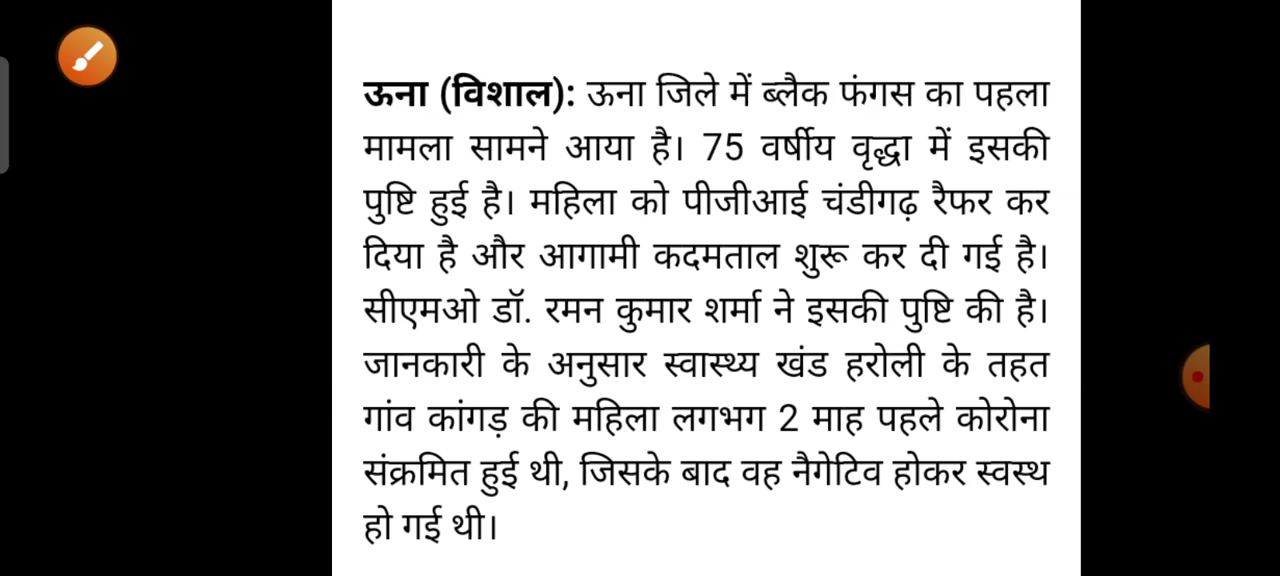 ऊना (विशाल): ऊना जिले में ब्लैक फंगस का पहला
मामला सामने आया है। 75 वर्षीय वृद्धा में इसकी
पुष्टि हुई है। महिला को पीजीआई चंडीगढ़ रैफर कर
दिया है और आगामी कदमताल शुरू कर दी गई है।
सीएमओ डॉ. रमन कुमार शर्मा ने इसकी पुष्टि की है।
जानकारी के अनुसार स्वास्थ्य खंड हरोली के तहत
गांव कांगड़ की महिला लगभग 2 माह पहले कोरोना
संक्रमित हुई थी, जिसके बाद वह नैगेटिव होकर स्वस्थ
हो गई थी।